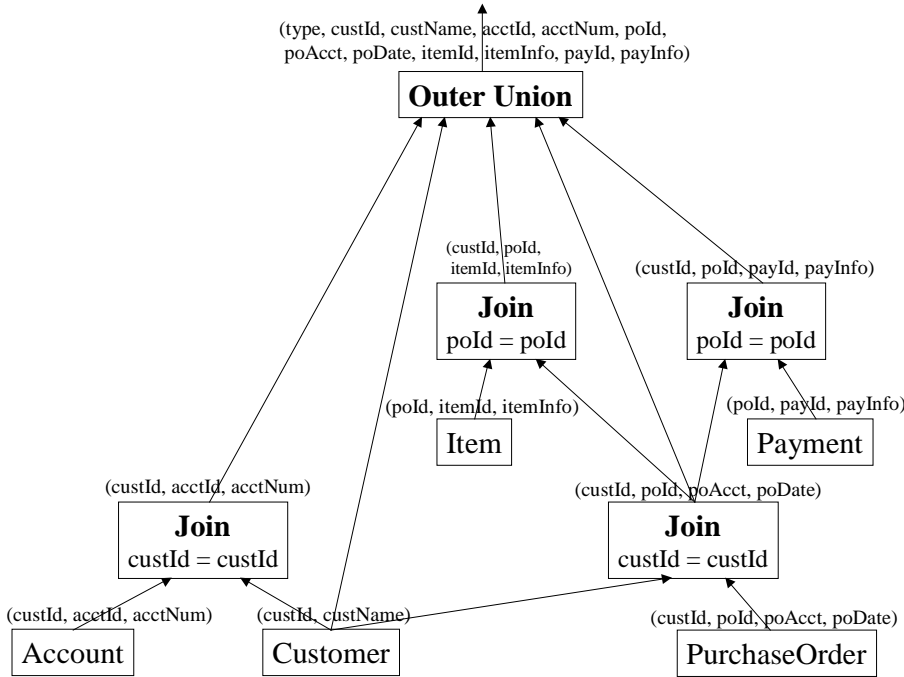 (type, custId, custName, acctId, acctNum, poId,
poAcct, poDate, itemId, itemInfo, payId, payInfo)
Outer Union
(custId, poId,
itemId, itemInfo)
(custId, poId, payId, payInfo)
Join
poId = poId
Join
poId = poId
(poId, itemId, itemInfo)
(poId, payId, payInfo)
Item
Payment
(custId, acctId, acctNum)
(custId, poId, poAcct, poDate)
Join
custId = custId
Join
custId = custId
(custId, acctId, acctNum)
(custId, custName)
(custId, poId, poAcct, poDate)
Account
Customer
PurchaseOrder